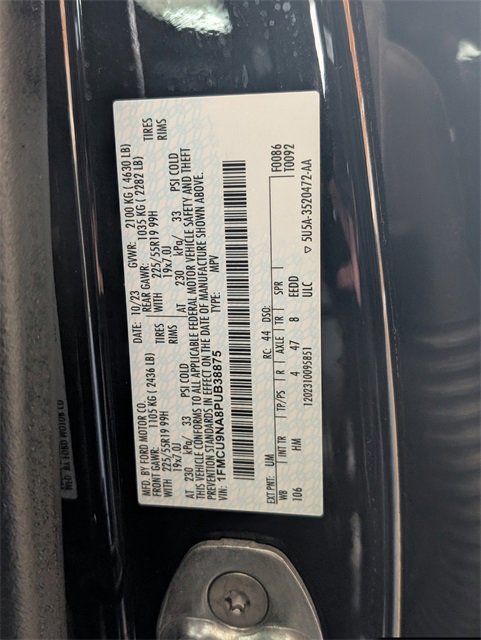 MFD. BY FORD MOTOR CO. DATE: 10/23 GVWR: 2100 KG ( 4630 LB)
FRONT GAWR: 1105 KG ( 2436 LB) REAR GAWR: 1035 KG ( 2282 LB)
WITH 225/55R19 99H TIRES WITH 225/55R19 99H TIRES
19x7.0J RIMS 19x7.0J RIMS
AT 230 kPa/ 33 PSI COLD AT 230 kPa/ 33 PSI COLD
THIS VEHICLE CONFORMS TO ALL APPLICABLE FEDERAL MOTOR VEHICLE SAFETY AND THEFT
PREVENTION STANDARDS IN EFFECT ON THE DATE OF MANUFACTURE SHOWN ABOVE.
VIN: 1FMCU9NA8PUB38875 TYPE: MPV
F0086
T0092
EXT PNT: UM RC: 44 DSO:
WB INT TR TP/PS R AXLE TR SPR
106 HM 4 47 8 EEDD
ULC
1202310095851 5U5A-3520472-AA